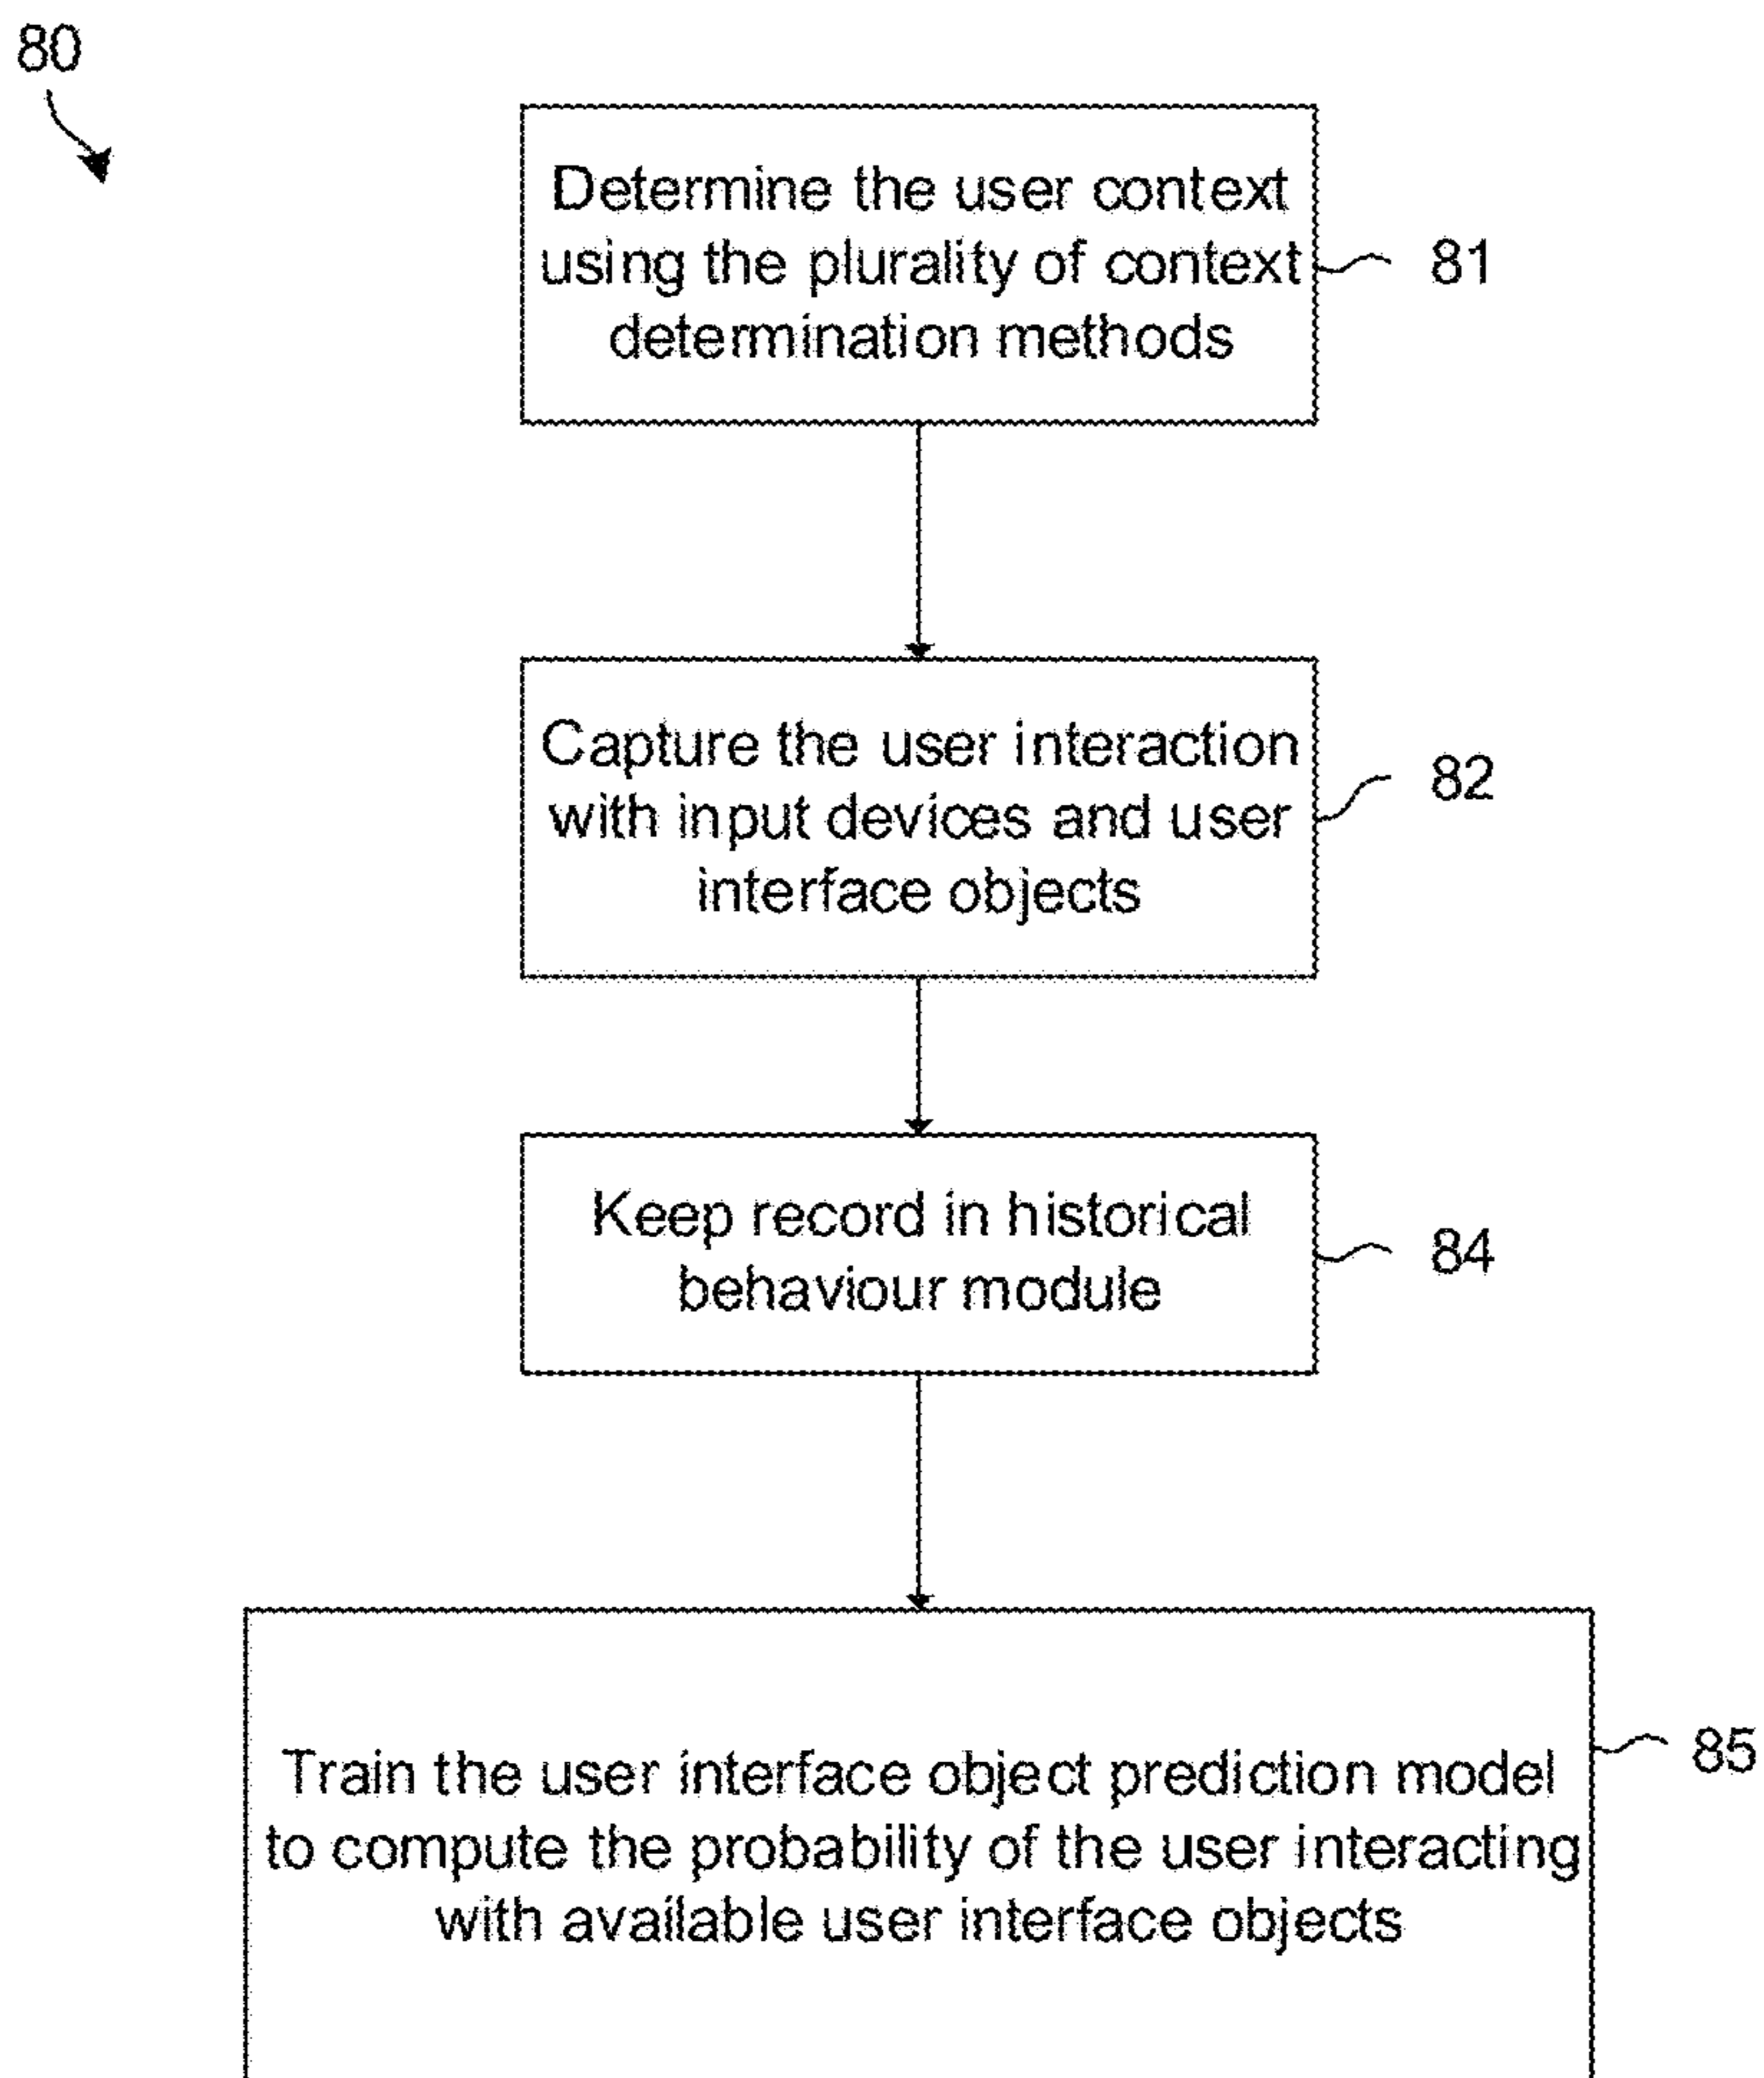 80
Determine the user context
using the plurality of context
determination methods
81
Capture the user interaction
with input devices and user
interface objects
82
Keep record in historical
behaviour module
84
Train the user interface object prediction model
to compute the probability of the user interacting
with available user interface objects
85